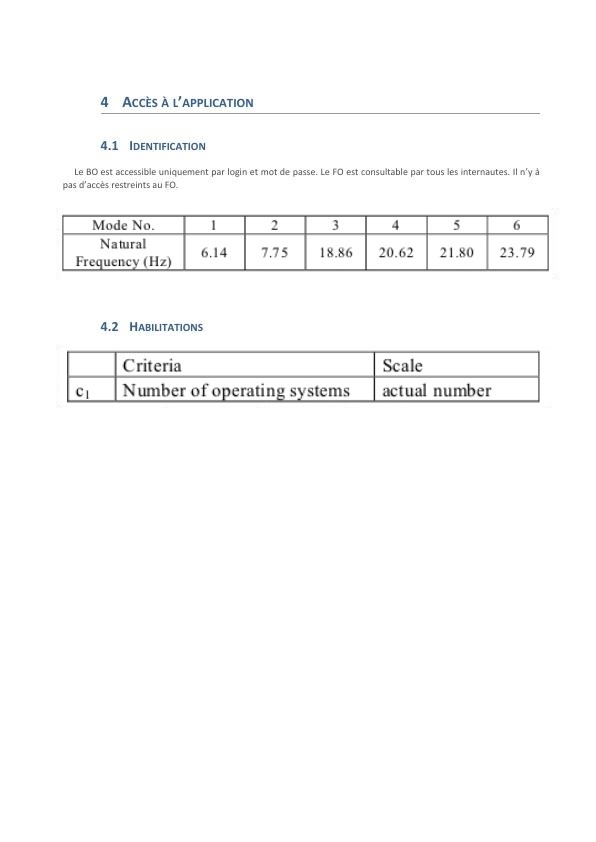 4 Accès à l’application
4.1 Identification
Le BO est accessible uniquement par login et mot de passe. Le FO est consultable par tous les internautes. Il n’y à
pas d’accès restreints au FO.
Mode No. 1 2 3 4 5 6
Natural
Frequency (Hz) 6.14 7.75 18.86 20.62 21.80 23.79
4.2 Habilitations
Criteria Scale
c1 Number of operating systems actual number